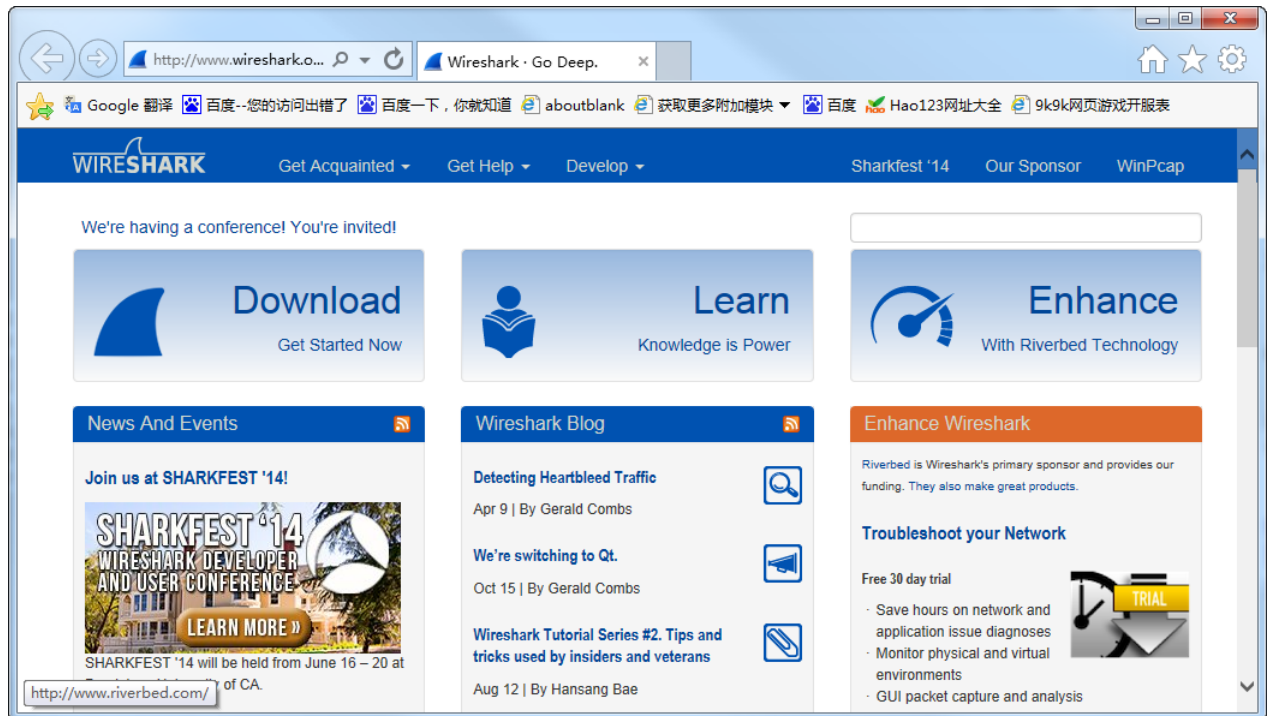 http://www.wireshark.o...
Wireshark · Go Deep.
Google 翻译
百度--您的访问出错了
百度一下，你就知道
aboutblank
获取更多附加模块
百度
Hao123网址大全
9k9k网页游戏开服表
WIRESHARK
Get Acquainted
Get Help
Develop
Sharkfest ‘14
Our Sponsor
WinPcap
We're having a conference! You're invited!
Download
Get Started Now
Learn
Knowledge is Power
Enhance
With Riverbed Technology
News And Events
Join us at SHARKFEST '14!
SHARKFEST ‘14
WIRESHARK DEVELOPER
AND USER CONFERENCE
LEARN MORE »
SHARKFEST '14 will be held from June 16 – 20 at
of CA.
http://www.riverbed.com/
Wireshark Blog
Detecting Heartbleed Traffic
Apr 9 | By Gerald Combs
We're switching to Qt.
Oct 15 | By Gerald Combs
Wireshark Tutorial Series #2. Tips and
tricks used by insiders and veterans
Aug 12 | By Hansang Bae
Enhance Wireshark
Riverbed is Wireshark's primary sponsor and provides our
funding. They also make great products.
Troubleshoot your Network
Free 30 day trial
· Save hours on network and
application issue diagnoses
· Monitor physical and virtual
environments
· GUI packet capture and analysis
TRIAL